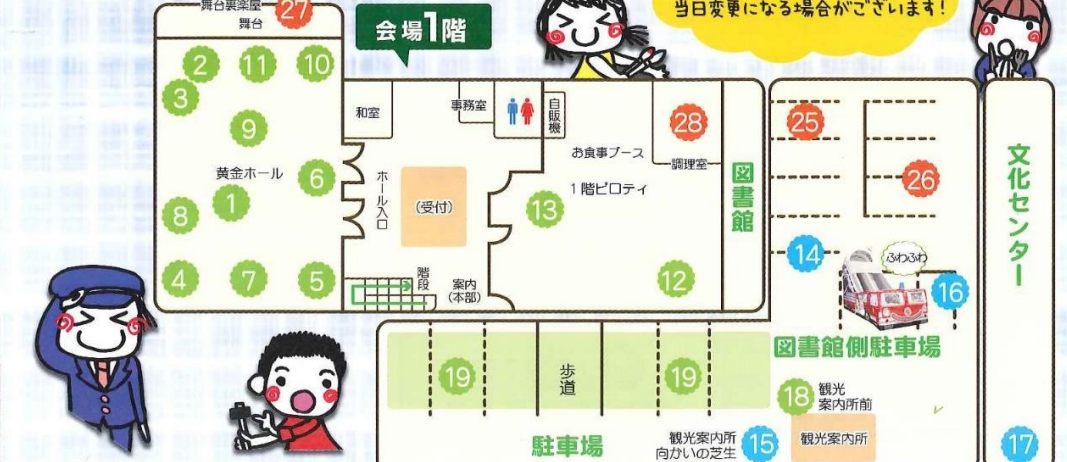 舞台裏楽屋
27
舞台
会場1階
当日変更になる場合がございます!
2
11
10
3
9
黄金ホール
6
1
8
4
7
5
和室
事務室
自販機
ホール入口
(受付)
階段
案内
(本部)
お食事ブース
1階ピロティ
13
12
28
調理室
図書館
25
26
14
ふわふわ
16
文化センター
図書館側駐車場
19
歩道
19
18
観光
案内所前
駐車場
観光案内所
向かいの芝生
15
観光案内所
17